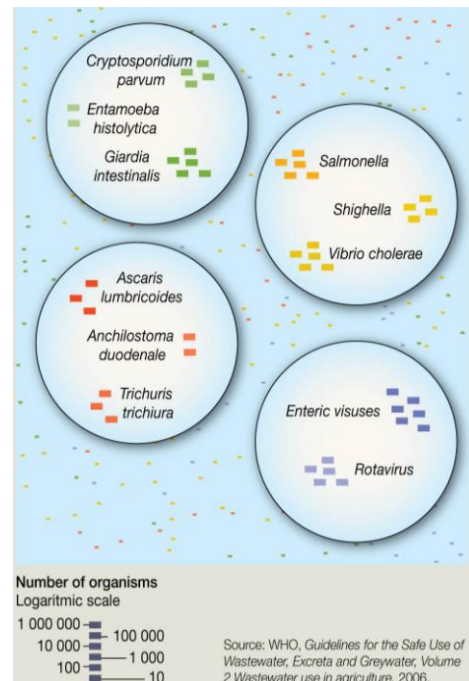 Cryptosporidium
parvum
Entamoeba
histolytica
Giardia
intestinalis
Salmonella
Shighella
Vibrio cholerae
Ascaris
lumbricoides
Anchilostoma
duodenale
Trichuris
trichiura
Enteric visuses
Rotavirus
Number of organisms
Logaritmic scale
1 000 000
100 000
10 000
1 000
100
10
Source: WHO, Guidelines for the Safe Use of
Wastewater, Excreta and Greywater, Volume
2 Wastewater use in agriculture, 2006.